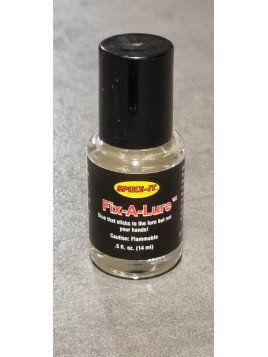 SPIKE-IT
Fix-A-Lure™
Glue that sticks to the lure but not
your hands!
Caution: Flammable
.5 fl. oz. (14 ml)